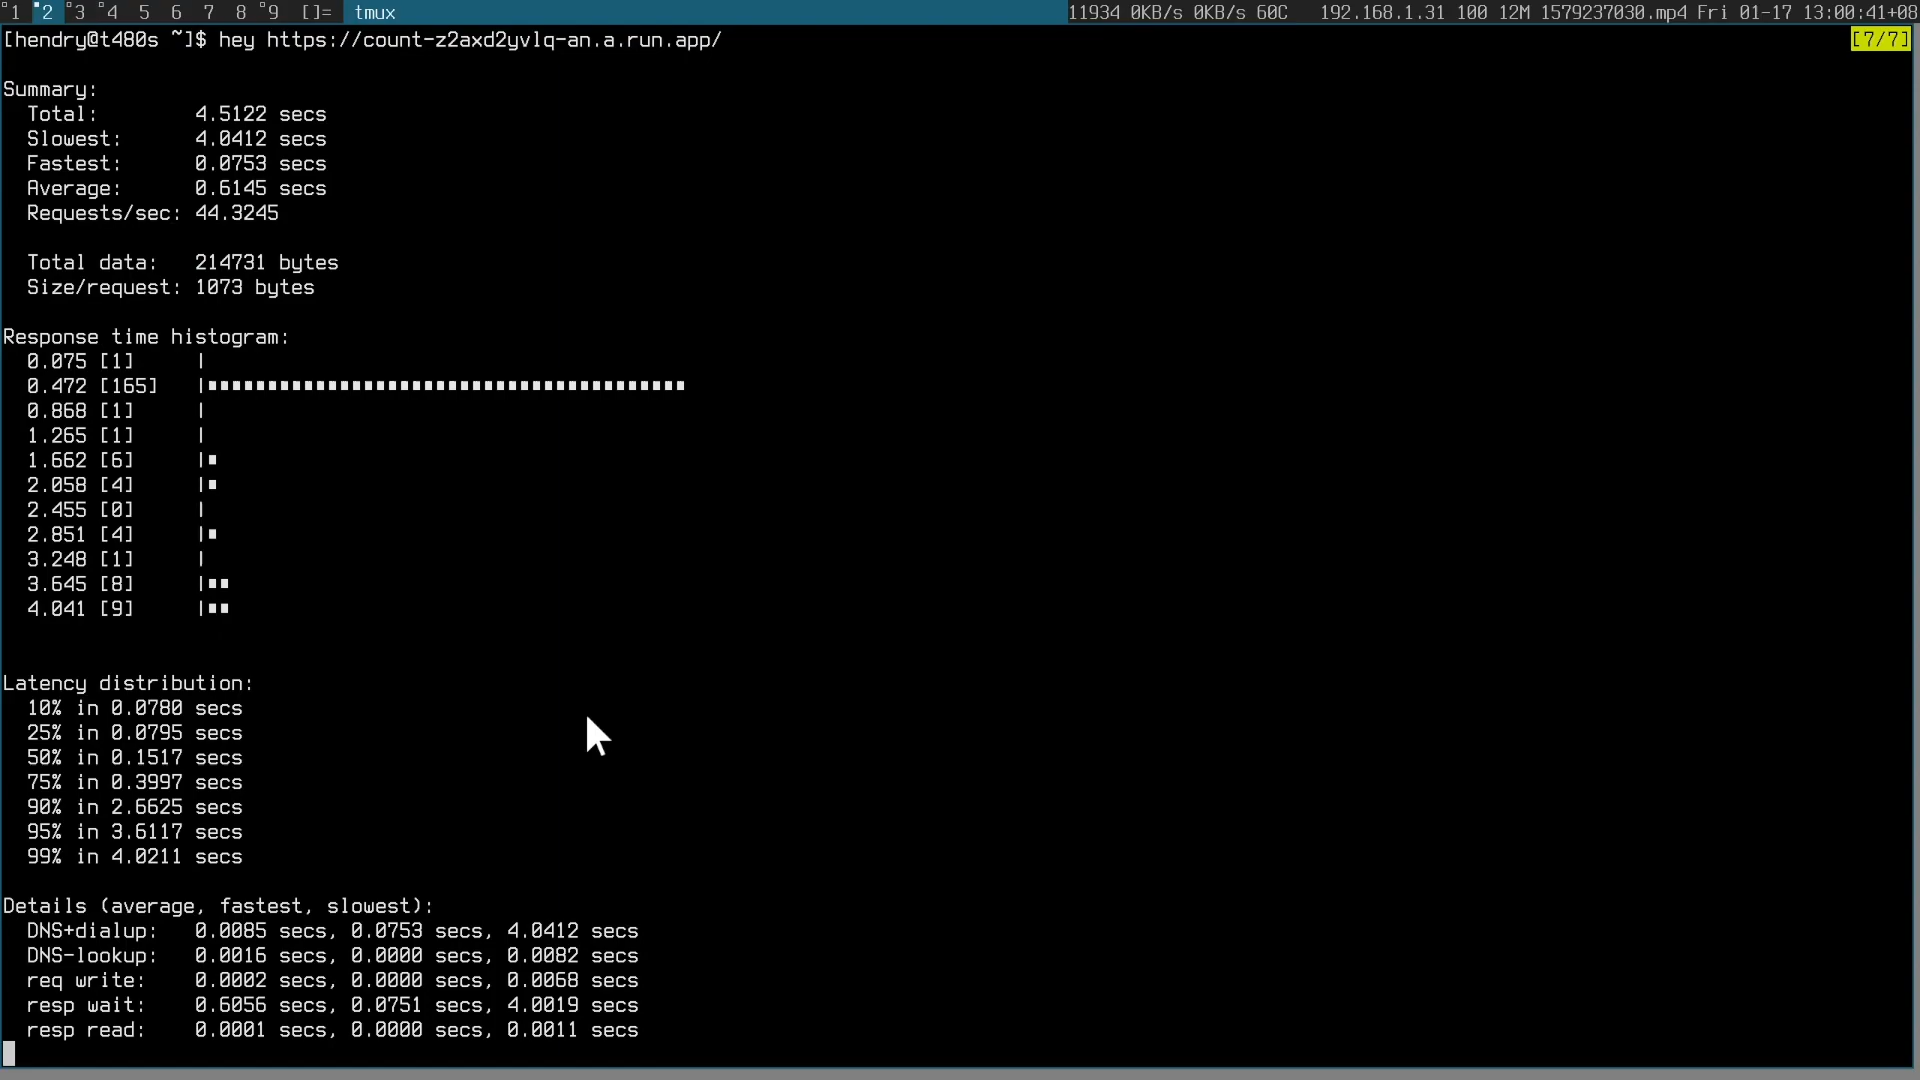 1 2 3 4 5 6 7 8 9 []= tmux 11934 0KB/s 0KB/s 60C 192.168.1.31 100 12M 1579237030.mp4 Fri 01-17 13:00:41+08
[hendry@t480s ~]$ hey https://count-z2axd2yvlq-an.a.run.app/ [7/7]
Summary:
Total: 4.5122 secs
Slowest: 4.0412 secs
Fastest: 0.0753 secs
Average: 0.6145 secs
Requests/sec: 44.3245
Total data: 214731 bytes
Size/request: 1073 bytes
Response time histogram:
0.075 [1] |
0.472 [165] |■■■■■■■■■■■■■■■■■■■■■■■■■■■■■■■■■■■■■■■■
0.868 [1] |
1.265 [1] |
1.662 [6] |■
2.058 [4] |■
2.455 [0] |
2.851 [4] |■
3.248 [1] |
3.645 [8] |■■
4.041 [9] |■■
Latency distribution:
10% in 0.0780 secs
25% in 0.0795 secs
50% in 0.1517 secs
75% in 0.3997 secs
90% in 2.6625 secs
95% in 3.6117 secs
99% in 4.0211 secs
Details (average, fastest, slowest):
DNS+dialup: 0.0085 secs, 0.0753 secs, 4.0412 secs
DNS-lookup: 0.0016 secs, 0.0000 secs, 0.0082 secs
req write: 0.0002 secs, 0.0000 secs, 0.0068 secs
resp wait: 0.6056 secs, 0.0751 secs, 4.0019 secs
resp read: 0.0001 secs, 0.0000 secs, 0.0011 secs